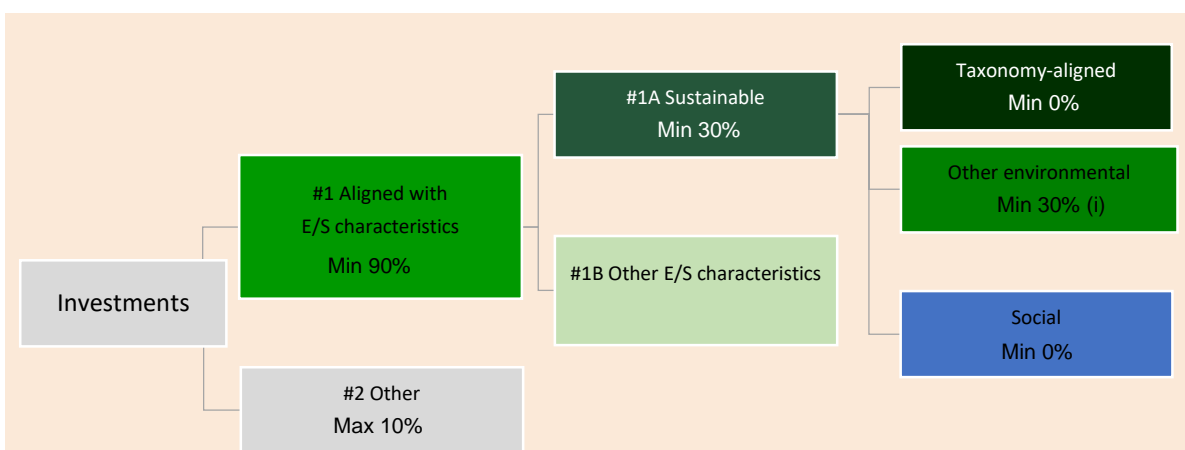 Investments
#1 Aligned with
E/S characteristics
Min 90%
#2 Other
Max 10%
#1A Sustainable
Min 30%
#1B Other E/S characteristics
Taxonomy-aligned
Min 0%
Other environmental
Min 30% (i)
Social
Min 0%